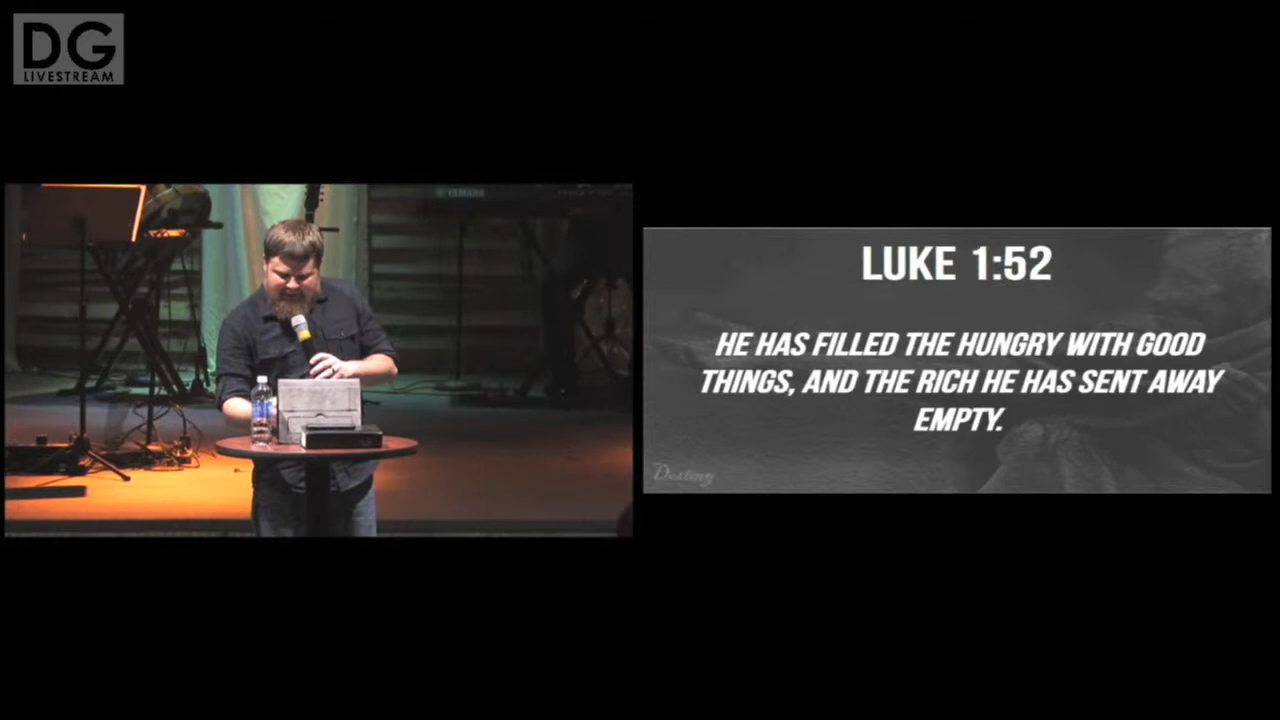 DG
LIVESTREAM
YAMAHA
LUKE 1:52
HE HAS FILLED THE HUNGRY WITH GOOD
THINGS, AND THE RICH HE HAS SENT AWAY
EMPTY.
Destiny